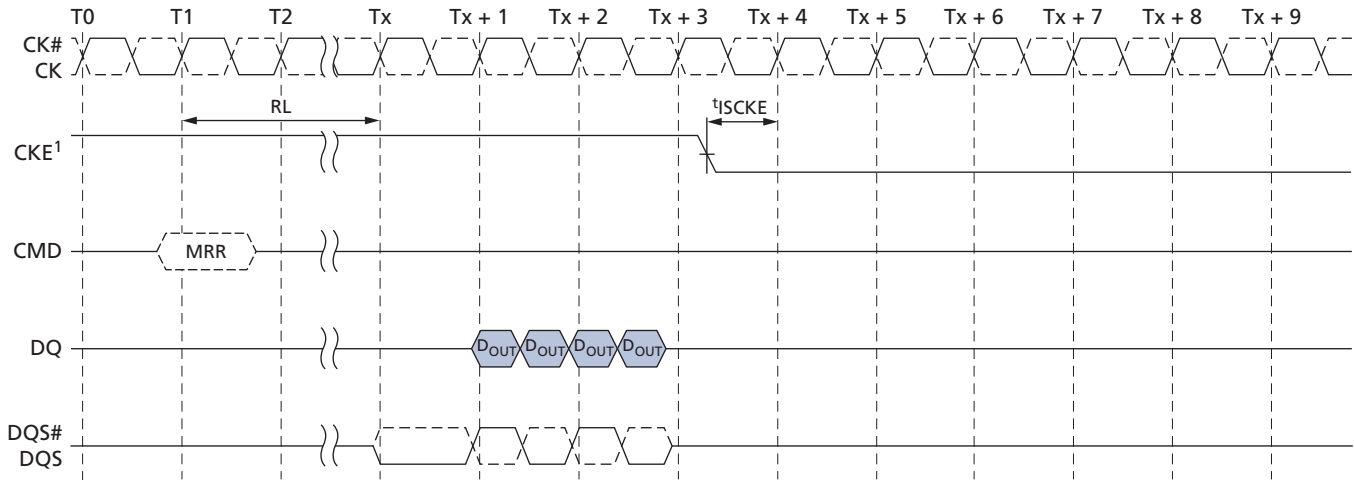 T0 T1 T2 Tx Tx + 1 Tx + 2 Tx + 3 Tx + 4 Tx + 5 Tx + 6 Tx + 7 Tx + 8 Tx + 9
CK#
CK
RL
tISCKE
CKE1
CMD
MRR
DQ
DOUT DOUT DOUT DOUT
DQS#
DQS